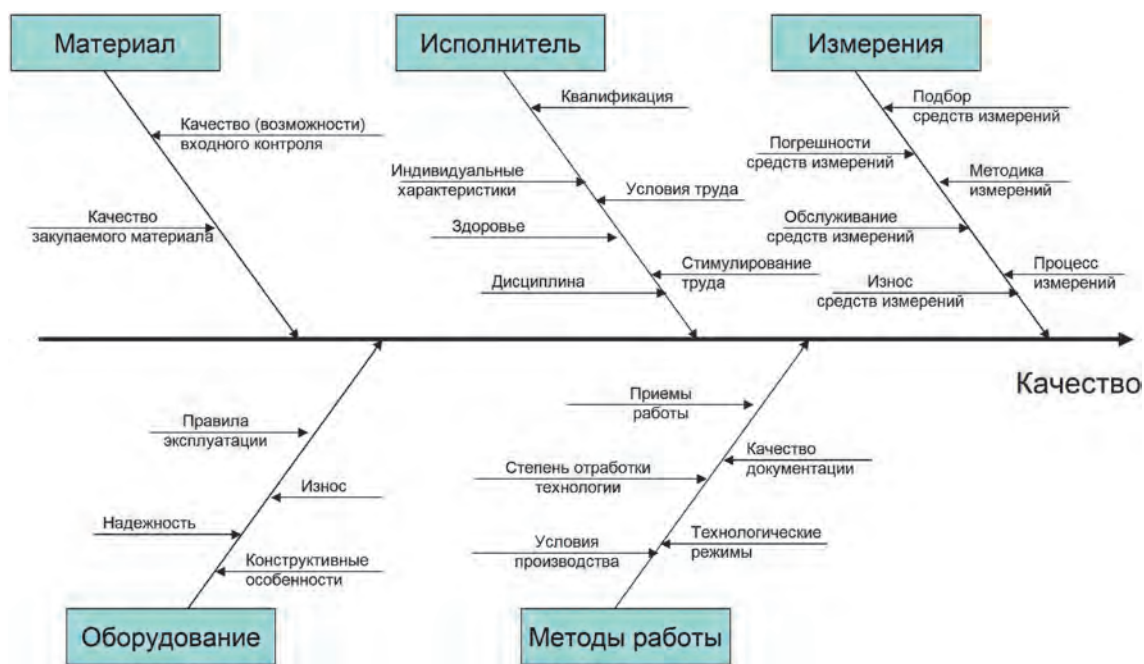 Материал
Исполнитель
Измерения
Качество (возможности)
входного контроля
Качество
закупаемого материала
Квалификация
Индивидуальные
характеристики
Условия труда
Здоровье
Стимулирование
труда
Дисциплина
Подбор
средств измерений
Погрешности
средств измерений
Методика
измерений
Обслуживание
средств измерений
Процесс
измерений
Износ
средств измерений
Качество
Правила
эксплуатации
Износ
Надежность
Конструктивные
особенности
Приемы
работы
Качество
документации
Степень отработки
технологии
Технологические
режимы
Условия
производства
Оборудование
Методы работы